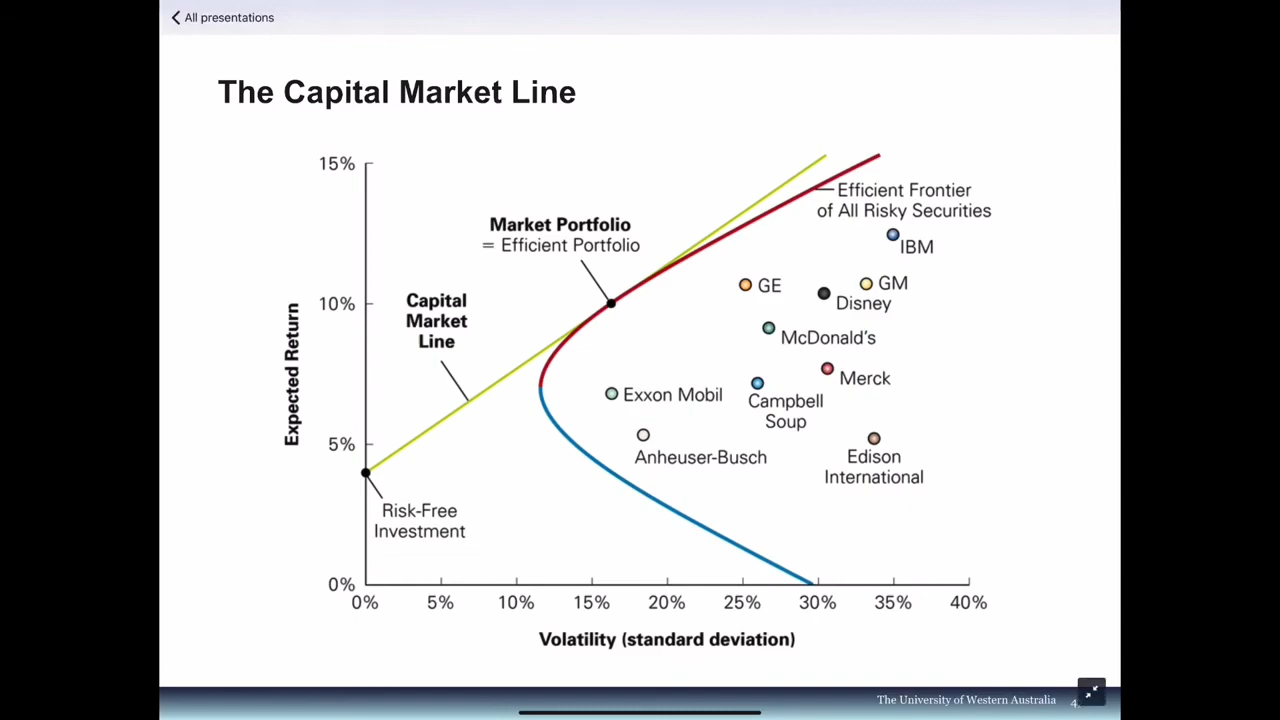 All presentations
The Capital Market Line
15%
10%
5%
0%
Expected Return
Efficient Frontier
of All Risky Securities
Market Portfolio
= Efficient Portfolio
IBM
GE
GM
Disney
Capital
Market
Line
McDonald's
Merck
Exxon Mobil
Campbell
Soup
Anheuser-Busch
Edison
International
Risk-Free
Investment
0%
5%
10%
15%
20%
25%
30%
35%
40%
Volatility (standard deviation)
The University of Western Australia